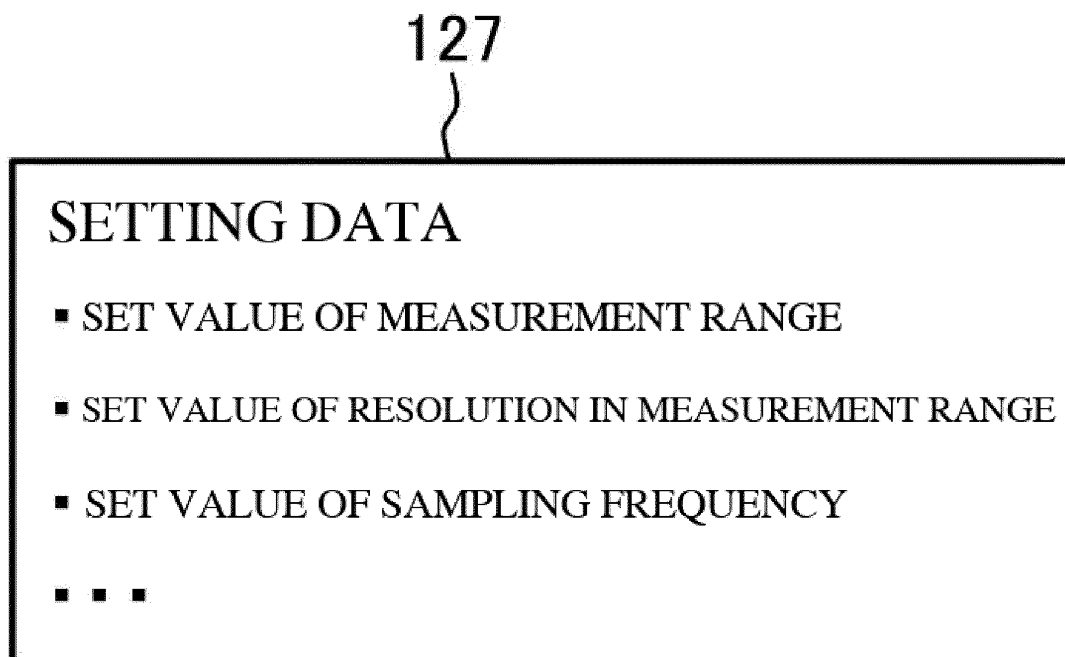 127
SETTING DATA
▪ SET VALUE OF MEASUREMENT RANGE
▪ SET VALUE OF RESOLUTION IN MEASUREMENT RANGE
▪ SET VALUE OF SAMPLING FREQUENCY
▪ ▪ ▪